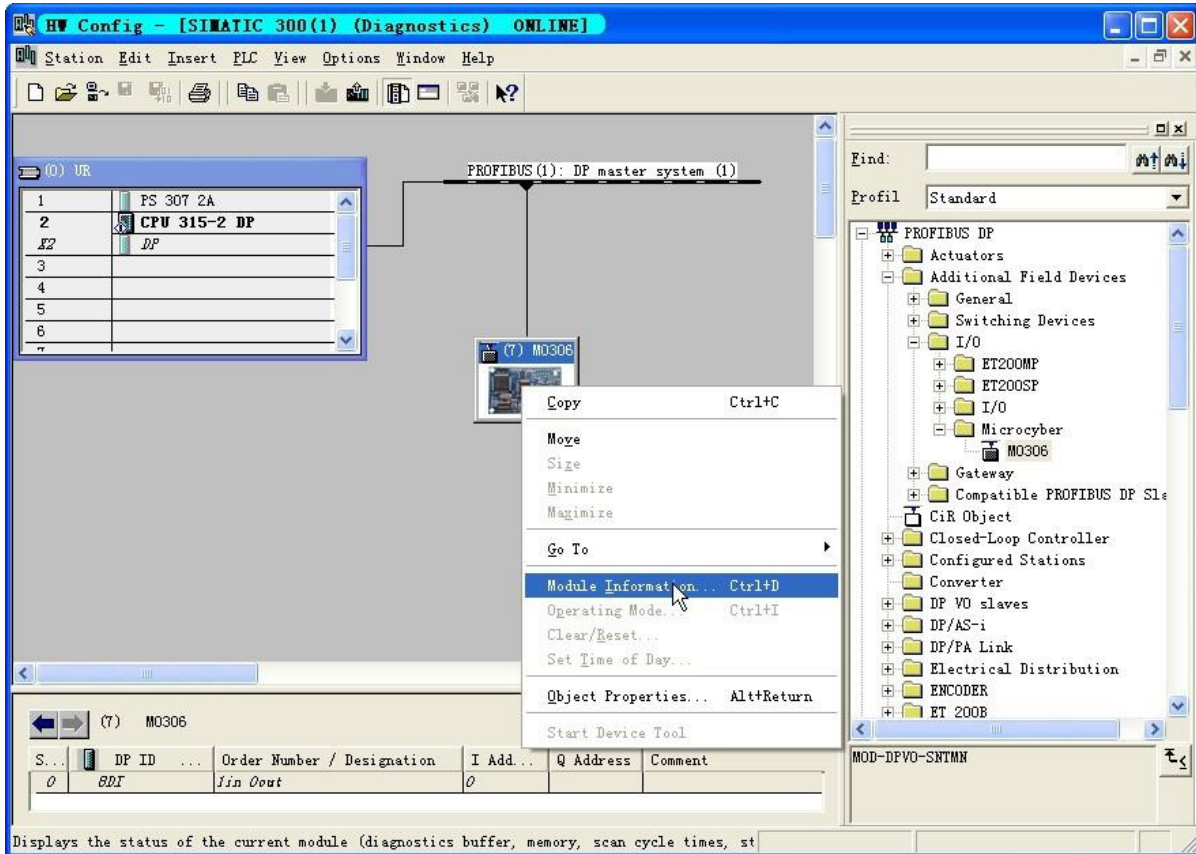 HW Config - [SIMATIC 300(1) (Diagnostics) ONLINE]
Station Edit Insert PLC View Options Window Help
(0) UR
1 PS 307 2A
2 CPU 315-2 DP
X2 DP
3
4
5
6
7
PROFIBUS(1): DP master system (1)
(7) M0306
Copy Ctrl+C
Move
Size
Minimize
Maximize
Go To
Module Information... Ctrl+D
Operating Mode... Ctrl+I
Clear/Reset...
Set Time of Day...
Object Properties... Alt+Return
Start Device Tool
Find:
Profil Standard
PROFIBUS DP
Actuators
Additional Field Devices
General
Switching Devices
I/O
ET200MP
ET200SP
I/O
Microcyber
M0306
Gateway
Compatible PROFIBUS DP Sla
CiR Object
Closed-Loop Controller
Configured Stations
Converter
DP V0 slaves
DP/AS-i
DP/PA Link
Electrical Distribution
ENCODER
ET 200B
MOD-DPV0-SNTMN
(7) M0306
S... DP ID ... Order Number / Designation I Add... Q Address Comment
0 8DI 1in 0out 0
Displays the status of the current module (diagnostics buffer, memory, scan cycle times, st